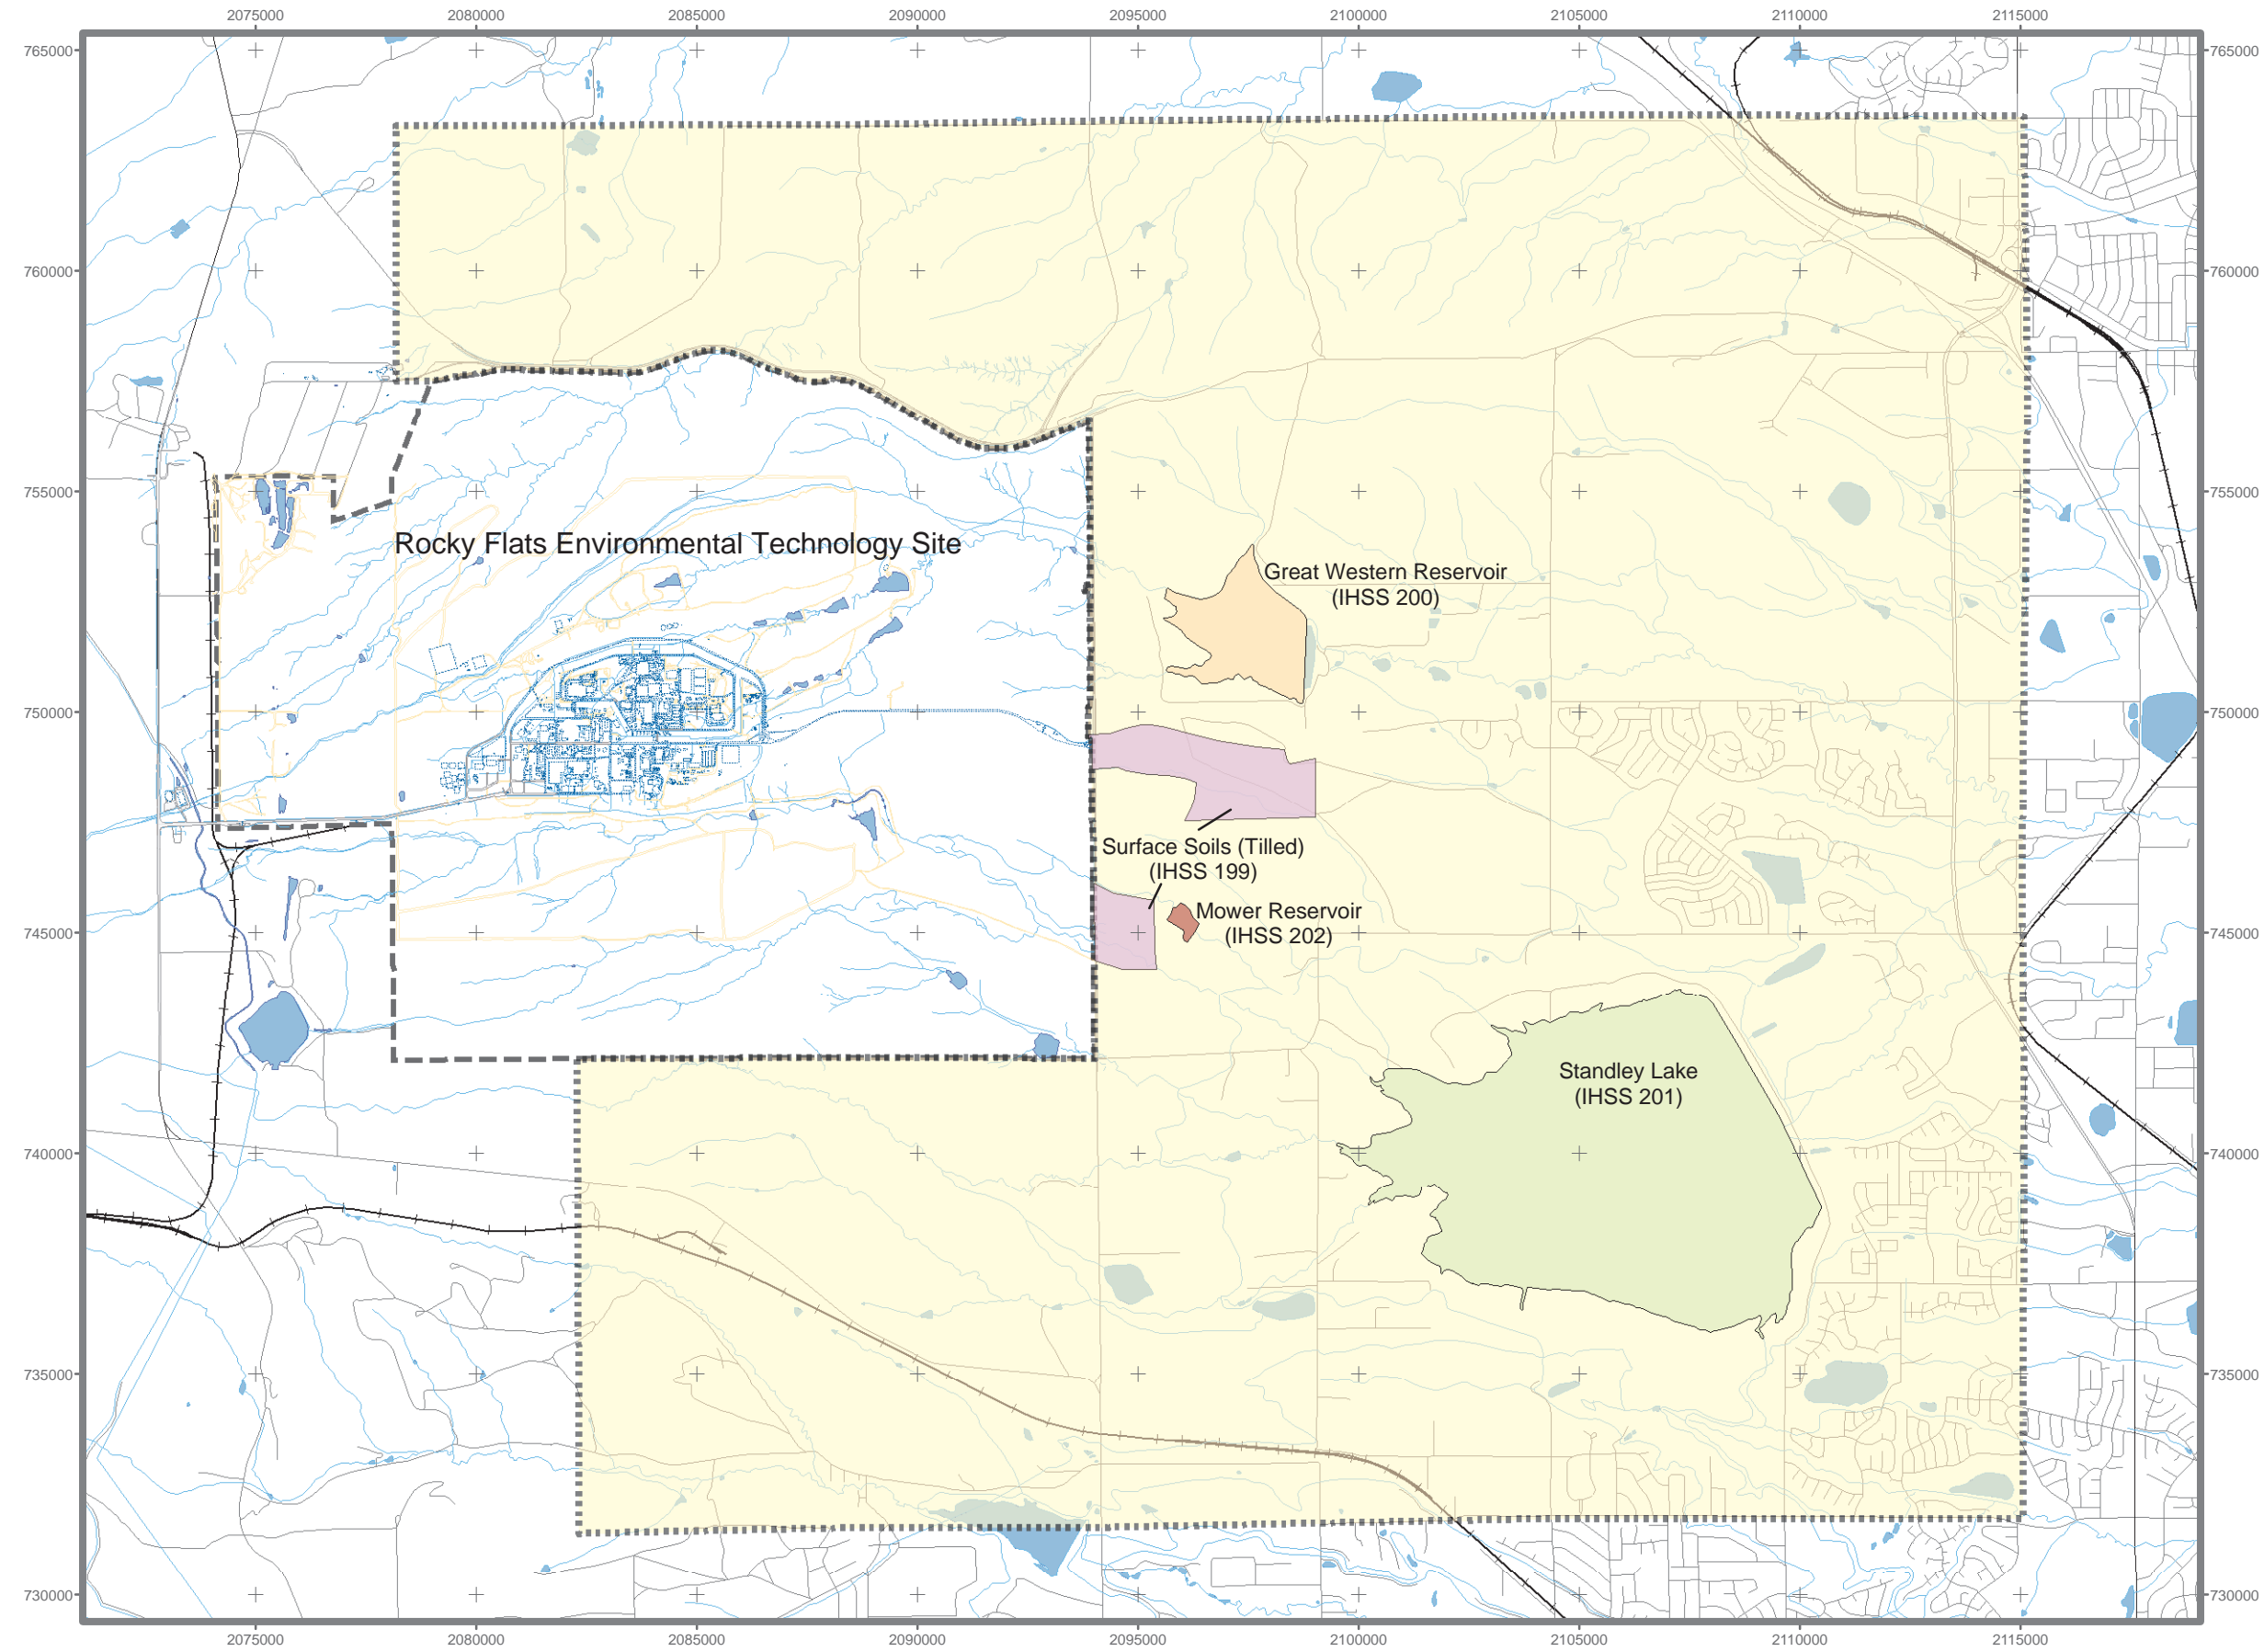 2075000 2080000 2085000 2090000 2095000 2100000 2105000 2110000 2115000
765000 765000
760000 760000
755000 755000
Rocky Flats Environmental Technology Site
Great Western Reservoir
(IHSS 200)
750000 750000
Surface Soils (Tilled)
(IHSS 199)
Mower Reservoir
(IHSS 202)
745000 745000
Standley Lake
(IHSS 201)
740000 740000
735000 735000
730000 730000
2075000 2080000 2085000 2090000 2095000 2100000 2105000 2110000 2115000